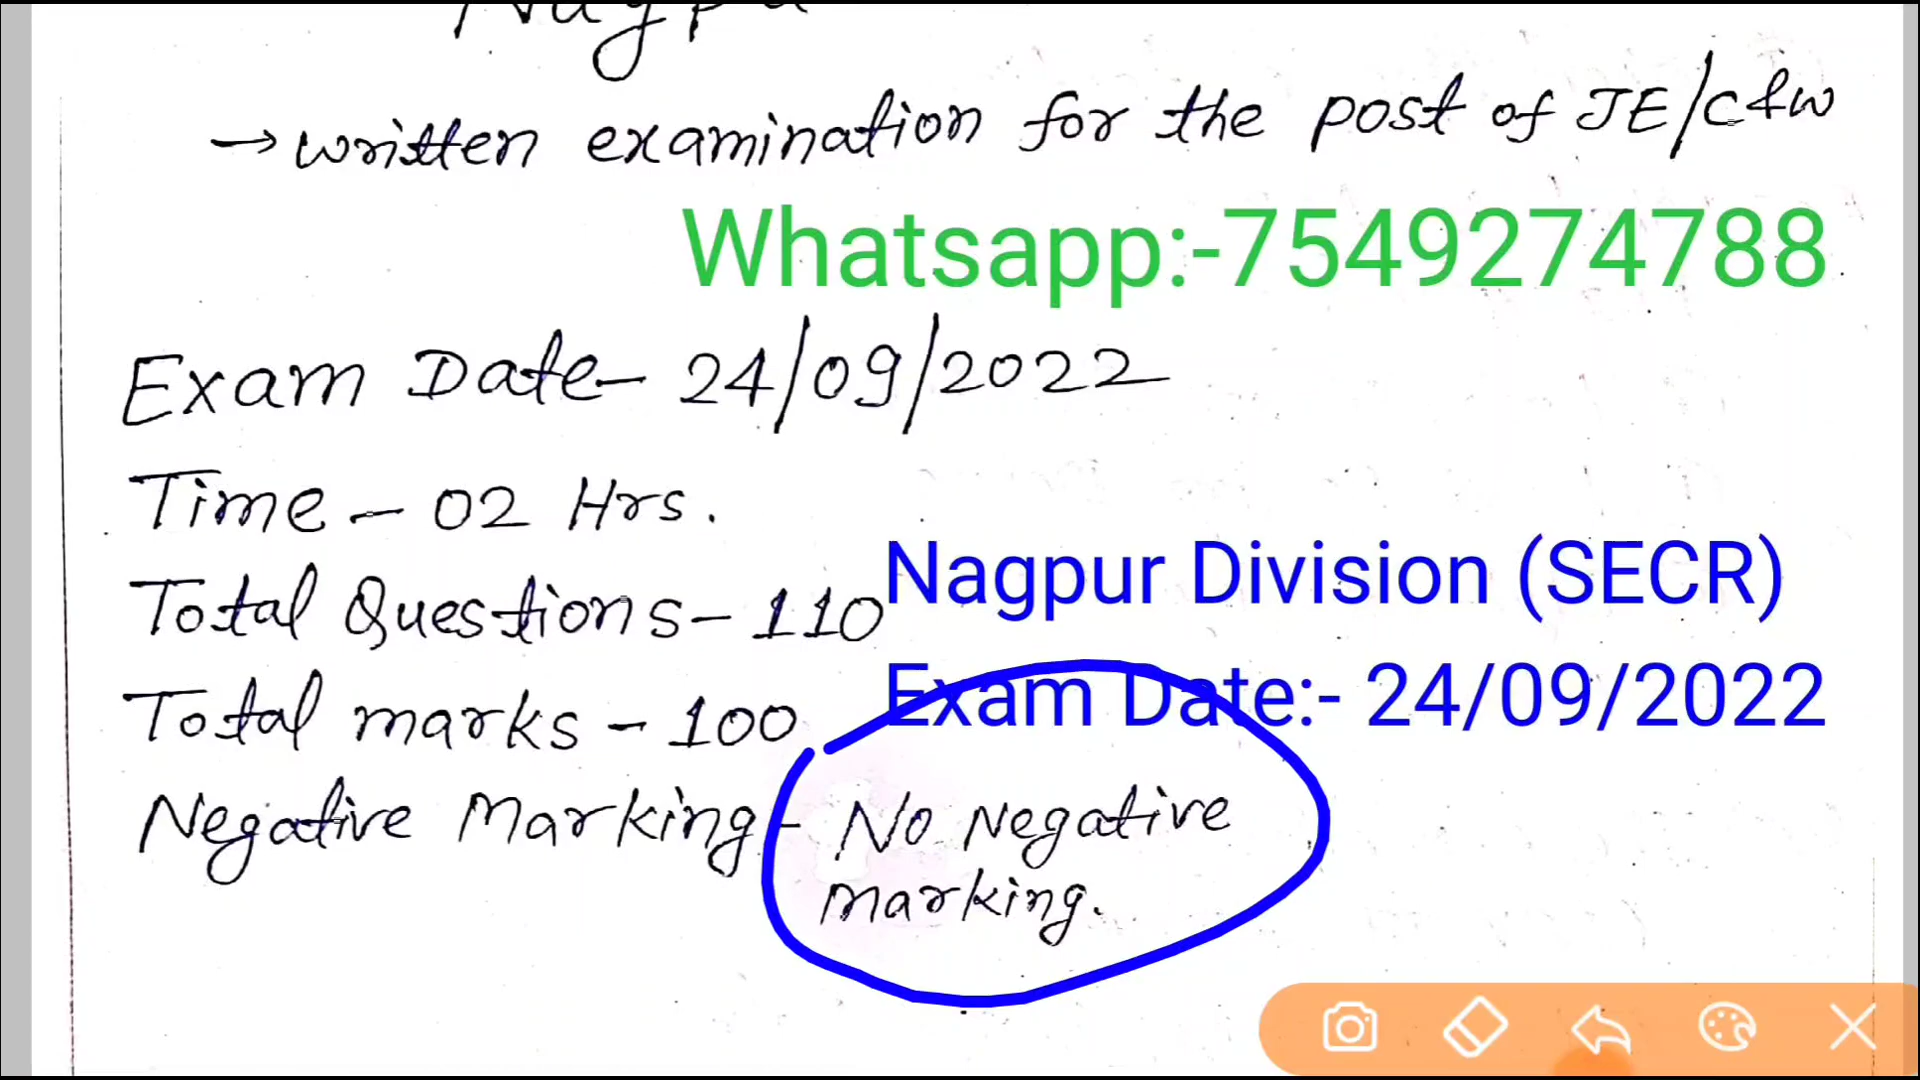 → written examination for the post of JE/C&W
Whatsapp:-7549274788
Exam Date- 24/09/2022
Time - 02 Hrs.
Total Questions- 110
Nagpur Division (SECR)
Total marks - 100
Exam Date:- 24/09/2022
Negative Marking - No Negative
marking.